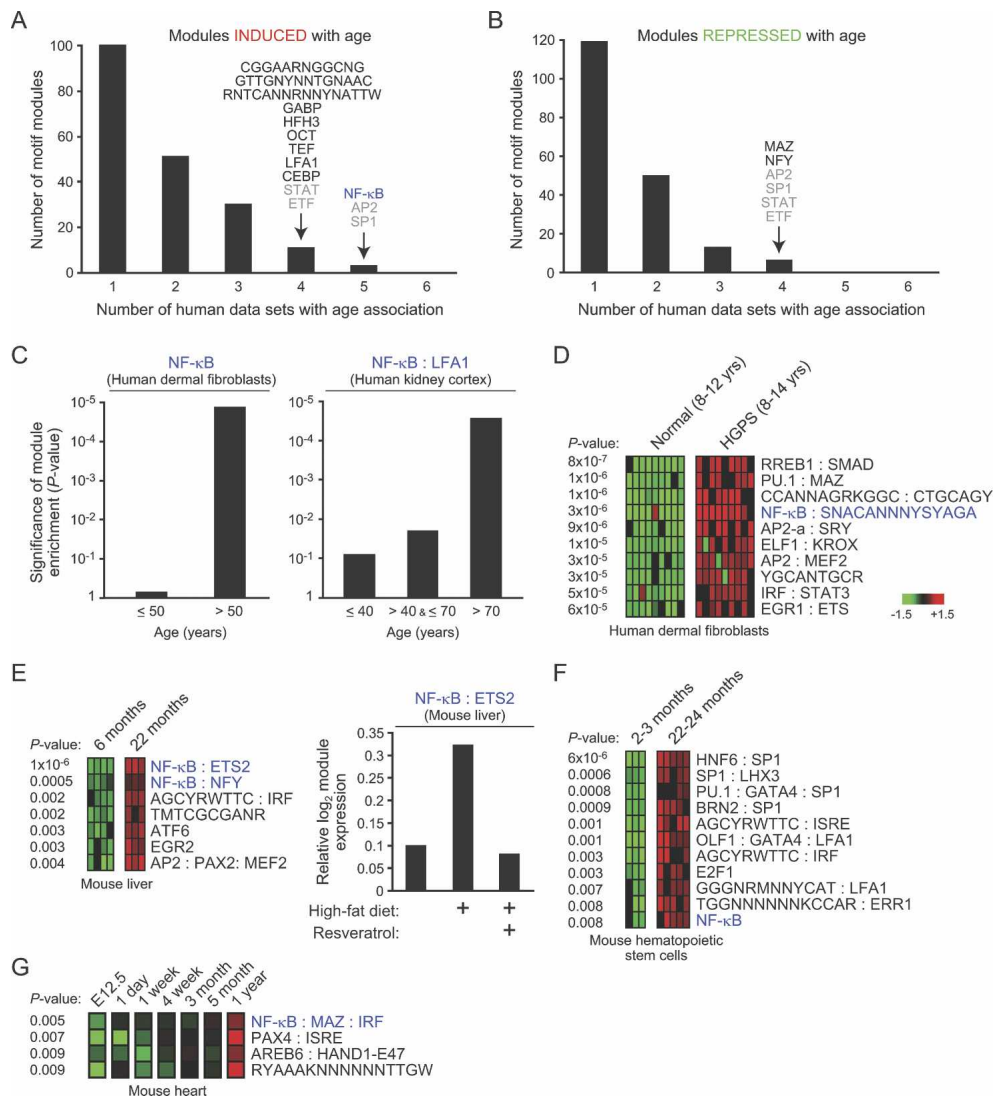 A
Modules INDUCED with age
Number of motif modules
100
80
60
40
20
0
CGGAARNGGCNG
GTTGNYNNTGNAAC
RNTCANNRNNYNATTW
GABP
HFH3
OCT
TEF
LFA1
CEBP
STAT
ETF
NF-κB
AP2
SP1
1 2 3 4 5 6
Number of human data sets with age association
B
Modules REPRESSED with age
Number of motif modules
120
100
80
60
40
20
0
MAZ
NFY
AP2
SP1
STAT
ETF
1 2 3 4 5 6
Number of human data sets with age association
C
NF-κB
(Human dermal fibroblasts)
Significance of module
enrichment (P-value)
10-5
10-4
10-3
10-2
10-1
1
≤ 50 > 50
Age (years)
NF-κB : LFA1
(Human kidney cortex)
10-5
10-4
10-3
10-2
10-1
1
≤ 40 > 40 & ≤ 70 > 70
Age (years)
D
Normal (8-12 yrs)
HGPS (8-14 yrs)
P-value:
8x10-7 RREB1 : SMAD
1x10-6 PU.1 : MAZ
1x10-6 CCANNAGRKGGC : CTGCAGY
3x10-6 NF-κB : SNACANNNYSYAGA
9x10-6 AP2-a : SRY
1x10-5 ELF1 : KROX
3x10-5 AP2 : MEF2
3x10-5 YGCANTGCR
5x10-5 IRF : STAT3
6x10-5 EGR1 : ETS
-1.5 +1.5
Human dermal fibroblasts
E
6 months
22 months
P-value:
1x10-6 NF-κB : ETS2
0.0005 NF-κB : NFY
0.002 AGCYRWTTC : IRF
0.002 TMTCGCGANR
0.003 ATF6
0.003 EGR2
0.004 AP2 : PAX2: MEF2
Mouse liver
NF-κB : ETS2
(Mouse liver)
Relative log2 module
expression
0.35
0.3
0.25
0.2
0.15
0.1
0.05
0
High-fat diet: + +
Resveratrol: +
F
2-3 months
22-24 months
P-value:
6x10-6 HNF6 : SP1
0.0006 SP1 : LHX3
0.0008 PU.1 : GATA4 : SP1
0.0009 BRN2 : SP1
0.001 AGCYRWTTC : ISRE
0.001 OLF1 : GATA4 : LFA1
0.003 AGCYRWTTC : IRF
0.003 E2F1
0.007 GGGNRMNNYCAT : LFA1
0.008 TGGNNNNNNKCCAR : ERR1
0.008 NF-κB
Mouse hematopoietic
stem cells
G
E12.5
1 day
1 week
4 week
3 month
5 month
1 year
P-value:
0.005 NF-κB : MAZ : IRF
0.007 PAX4 : ISRE
0.009 AREB6 : HAND1-E47
0.009 RYAAAKNNNNNNTTGW
Mouse heart